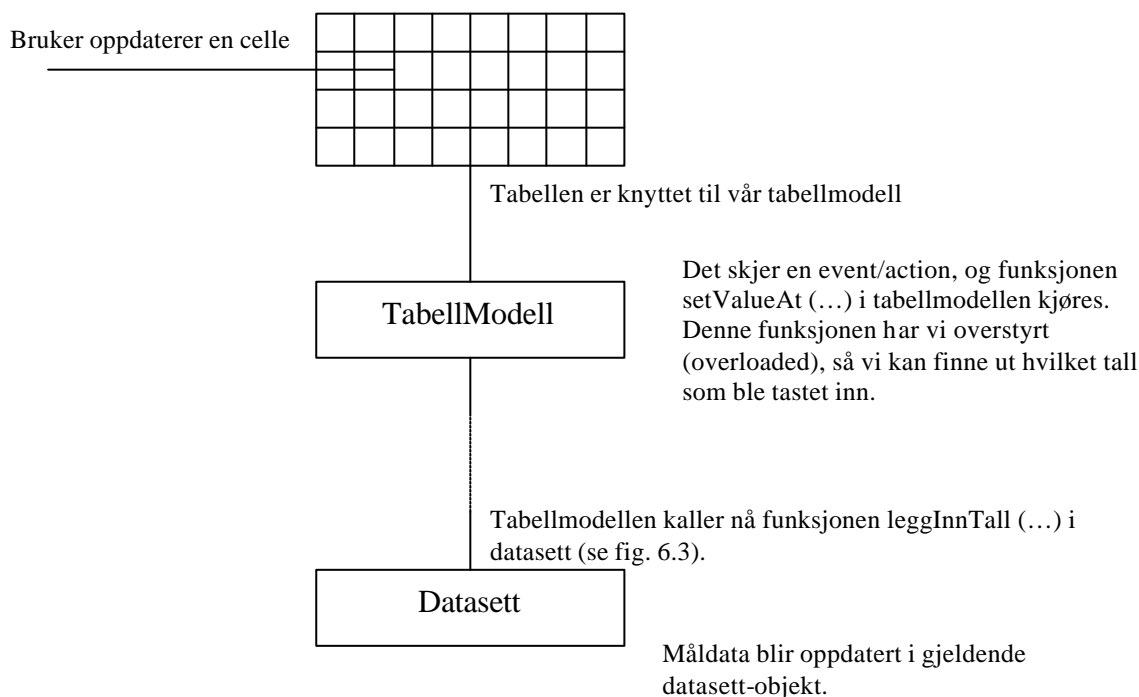 Bruker oppdaterer en celle
Tabellen er knyttet til vår tabellmodell
Det skjer en event/action, og funksjonen
setValueAt (…) i tabellmodellen kjøres.
Denne funksjonen har vi overstyrt
(overloaded), så vi kan finne ut hvilket tall
som ble tastet inn.
TabellModell
Tabellmodellen kaller nå funksjonen leggInnTall (…) i
datasett (se fig. 6.3).
Datasett
Måldata blir oppdatert i gjeldende
datasett-objekt.